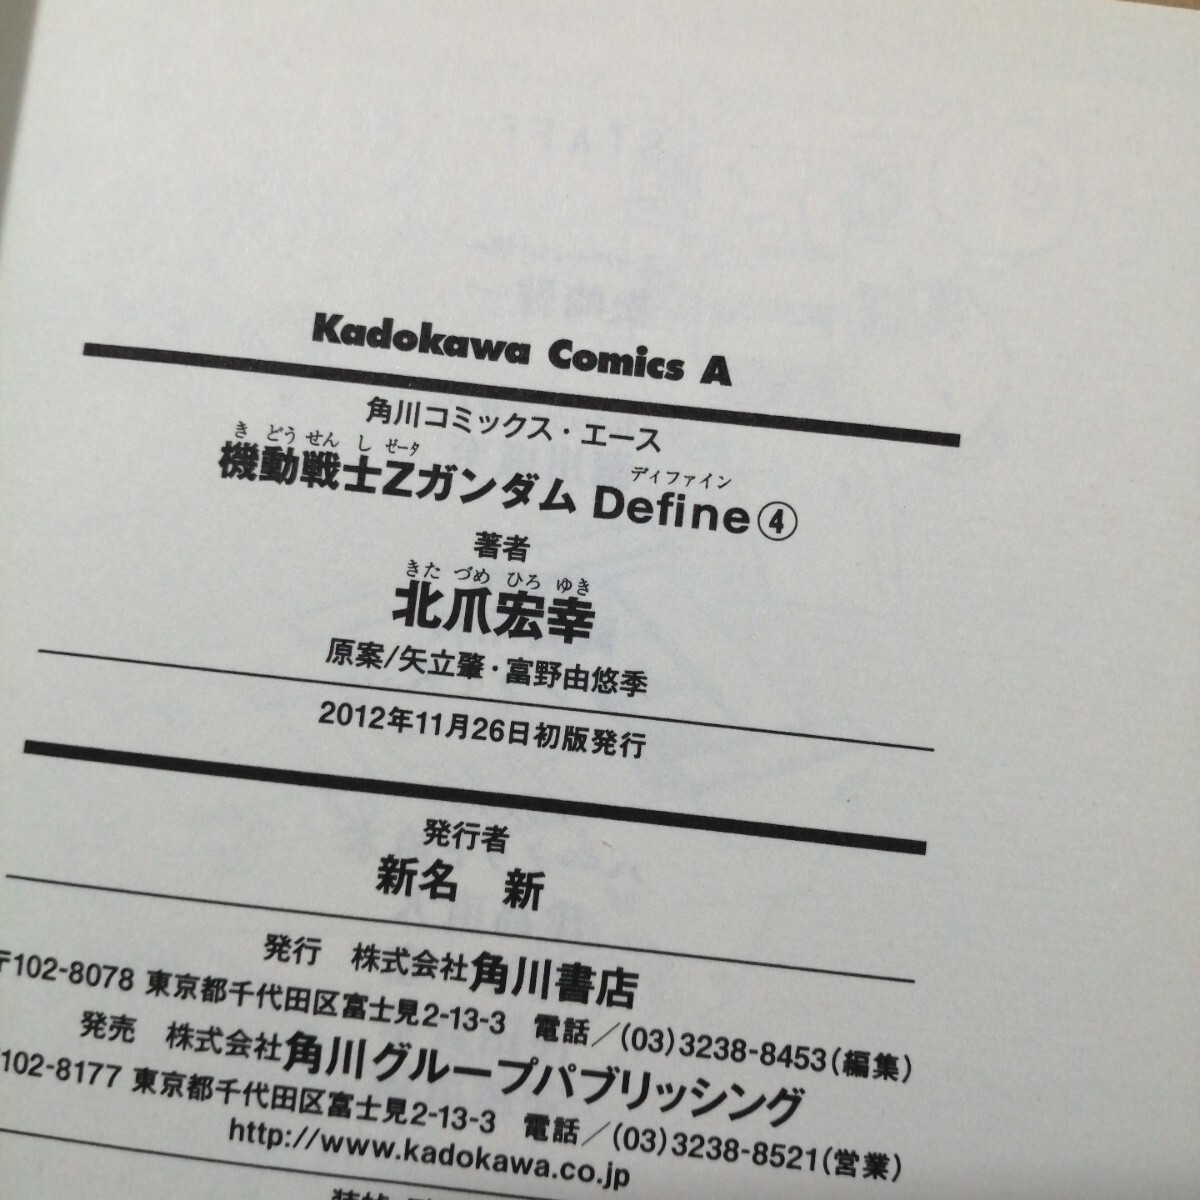 Kadokawa Comics A
角川コミックス・エース
き どう せん し ゼータ ディファイン
機動戦士Zガンダム Define④
著者
きた づめ ひろ ゆき
北爪宏幸
原案/矢立肇・富野由悠季
2012年11月26日初版発行
発行者
新名 新
発行 株式会社角川書店
〒102-8078 東京都千代田区富士見2-13-3 電話／(03)3238-8453(編集)
発売 株式会社角川グループパブリッシング
102-8177 東京都千代田区富士見2-13-3 電話／(03)3238-8521(営業)
http://www.kadokawa.co.jp